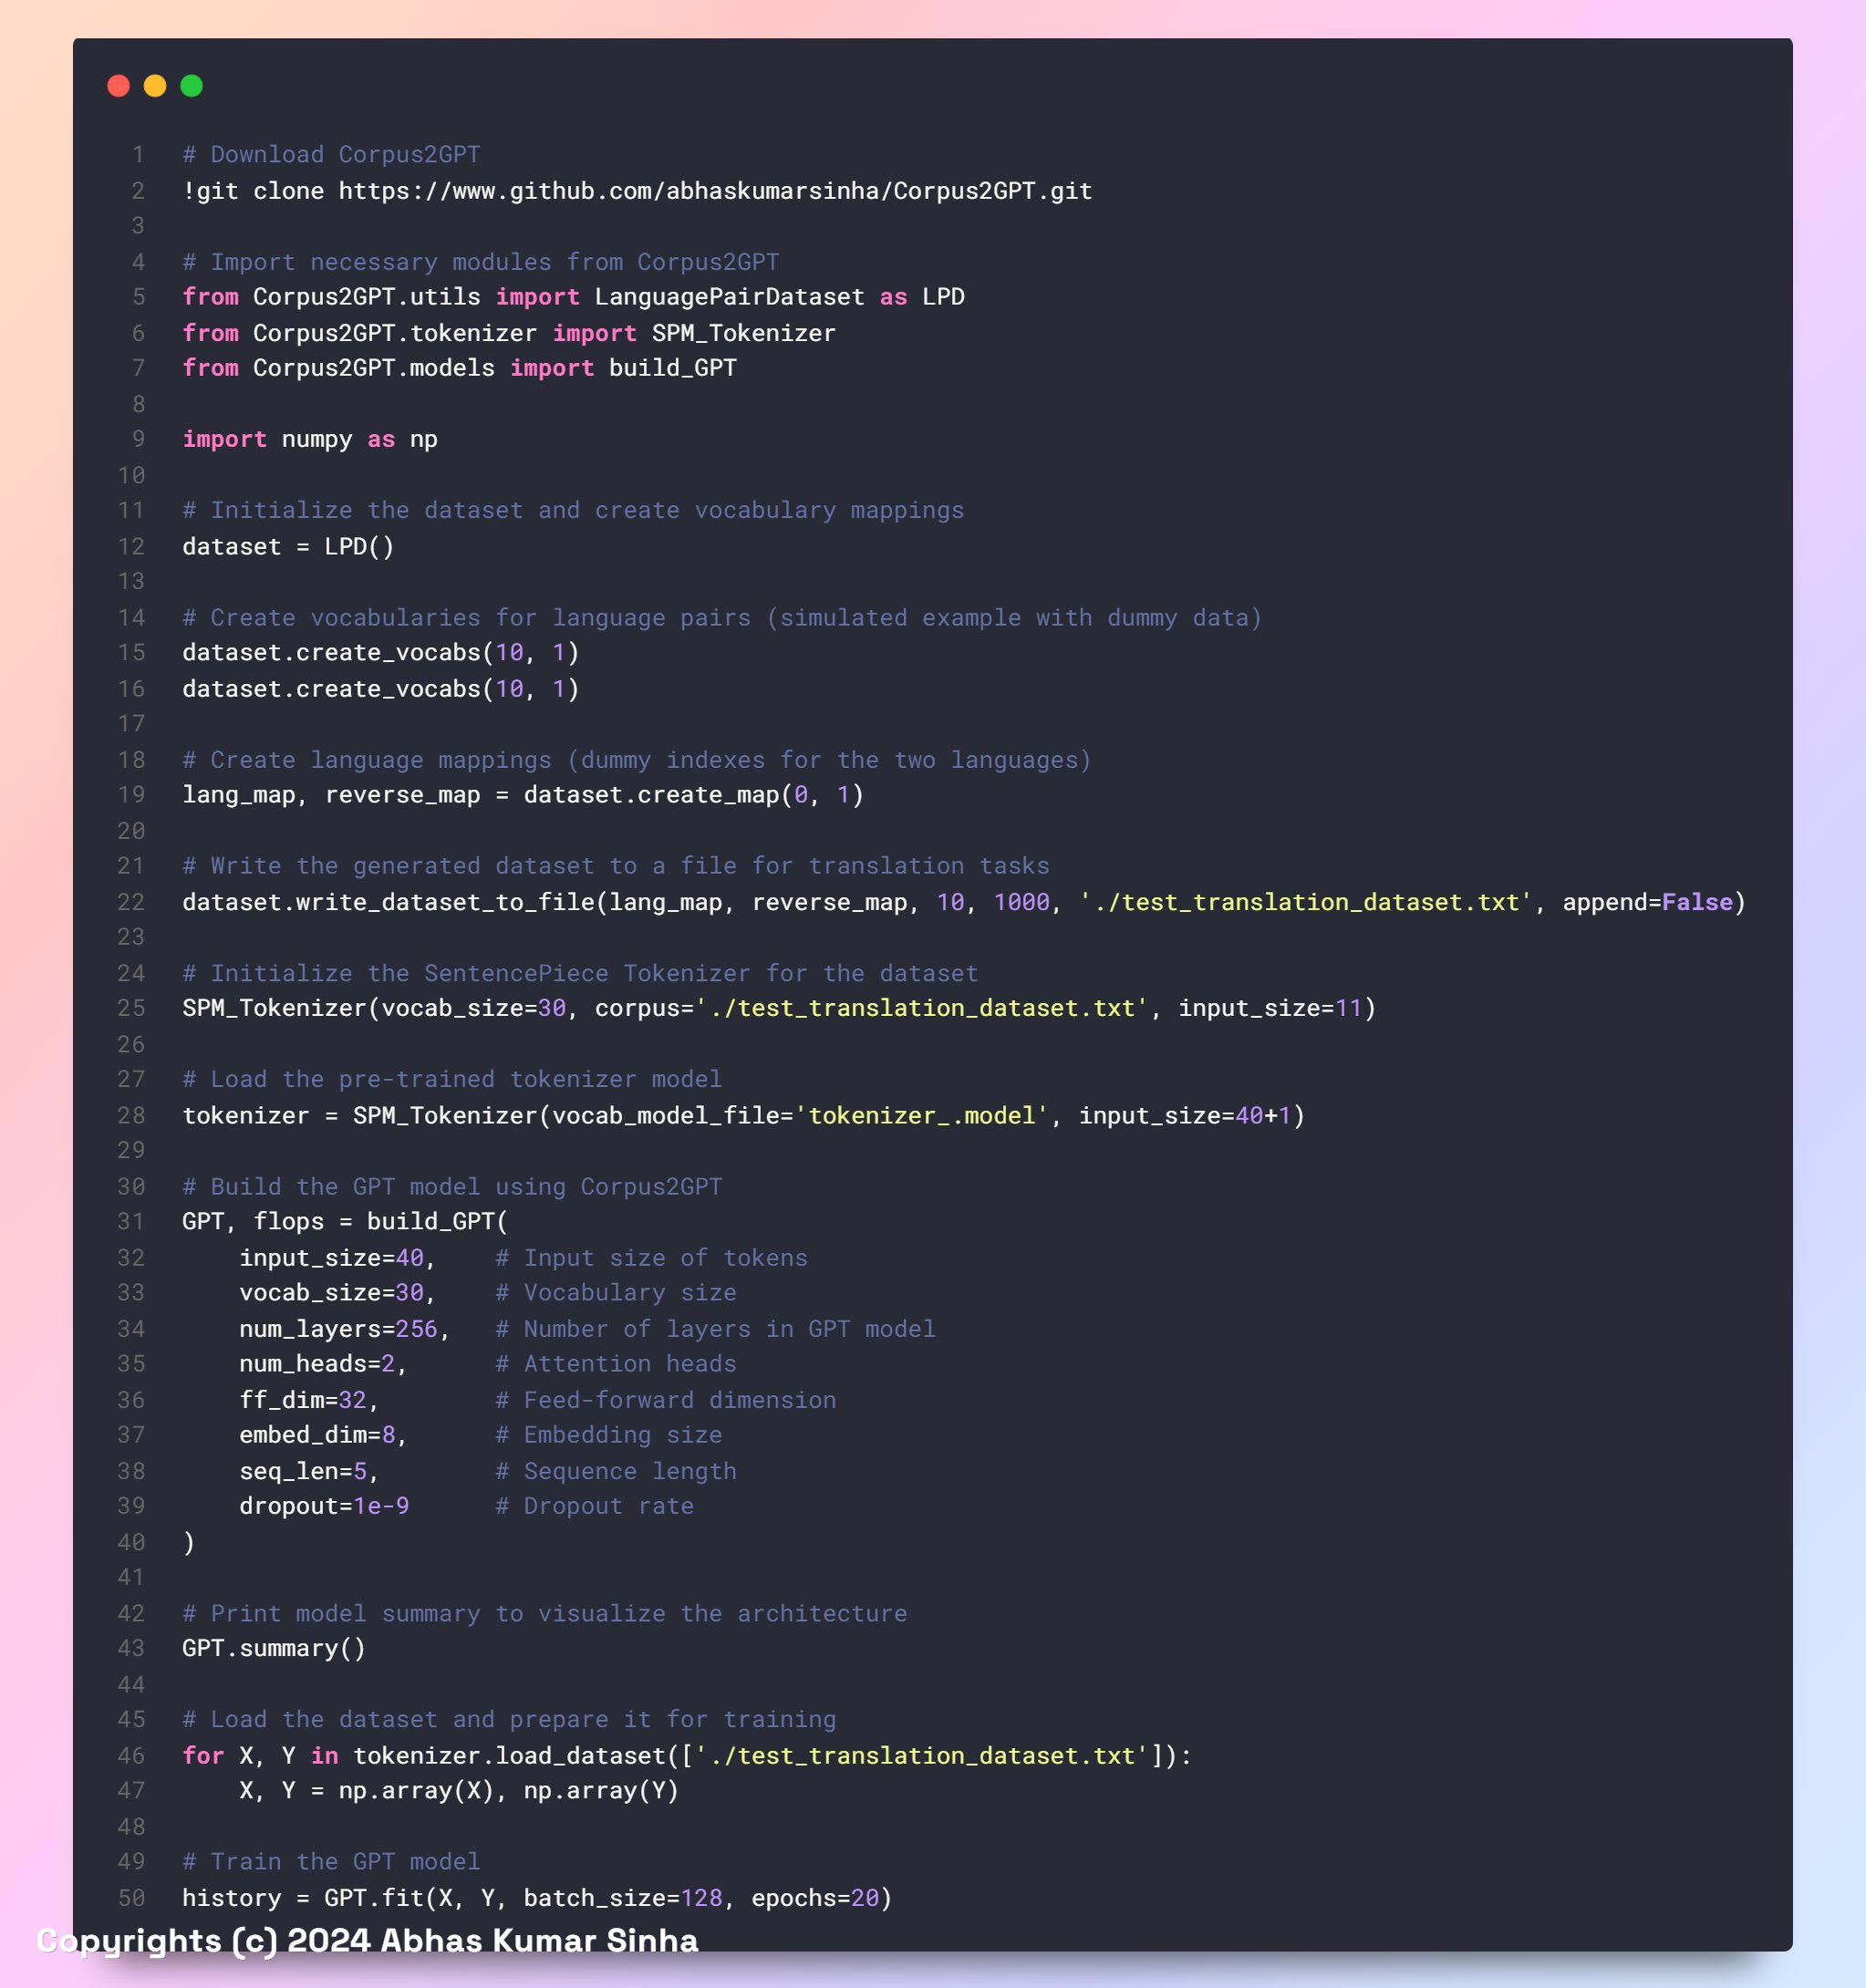 1 # Download Corpus2GPT
2 !git clone https://www.github.com/abhaskumarsinha/Corpus2GPT.git
3
4 # Import necessary modules from Corpus2GPT
5 from Corpus2GPT.utils import LanguagePairDataset as LPD
6 from Corpus2GPT.tokenizer import SPM_Tokenizer
7 from Corpus2GPT.models import build_GPT
8
9 import numpy as np
10
11 # Initialize the dataset and create vocabulary mappings
12 dataset = LPD()
13
14 # Create vocabularies for language pairs (simulated example with dummy data)
15 dataset.create_vocabs(10, 1)
16 dataset.create_vocabs(10, 1)
17
18 # Create language mappings (dummy indexes for the two languages)
19 lang_map, reverse_map = dataset.create_map(0, 1)
20
21 # Write the generated dataset to a file for translation tasks
22 dataset.write_dataset_to_file(lang_map, reverse_map, 10, 1000, './test_translation_dataset.txt', append=False)
23
24 # Initialize the SentencePiece Tokenizer for the dataset
25 SPM_Tokenizer(vocab_size=30, corpus='./test_translation_dataset.txt', input_size=11)
26
27 # Load the pre-trained tokenizer model
28 tokenizer = SPM_Tokenizer(vocab_model_file='tokenizer_.model', input_size=40+1)
29
30 # Build the GPT model using Corpus2GPT
31 GPT, flops = build_GPT(
32     input_size=40,    # Input size of tokens
33     vocab_size=30,    # Vocabulary size
34     num_layers=256,   # Number of layers in GPT model
35     num_heads=2,      # Attention heads
36     ff_dim=32,        # Feed-forward dimension
37     embed_dim=8,      # Embedding size
38     seq_len=5,        # Sequence length
39     dropout=1e-9      # Dropout rate
40 )
41
42 # Print model summary to visualize the architecture
43 GPT.summary()
44
45 # Load the dataset and prepare it for training
46 for X, Y in tokenizer.load_dataset(['./test_translation_dataset.txt']):
47     X, Y = np.array(X), np.array(Y)
48
49 # Train the GPT model
50 history = GPT.fit(X, Y, batch_size=128, epochs=20)
Copyrights (c) 2024 Abhas Kumar Sinha